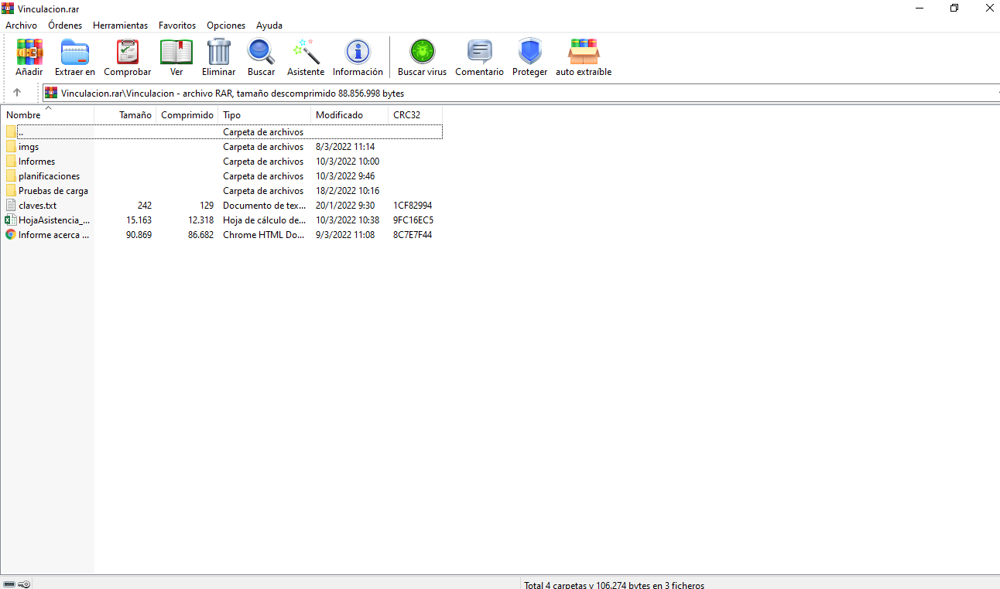 Vinculacion.rar
Archivo Órdenes Herramientas Favoritos Opciones Ayuda
Añadir Extraer en Comprobar Ver Eliminar Buscar Asistente Información Buscar virus Comentario Proteger auto extraíble
Vinculacion.rar\Vinculacion - archivo RAR, tamaño descomprimido 88.856.998 bytes
Nombre Tamaño Comprimido Tipo Modificado CRC32
.. Carpeta de archivos
imgs Carpeta de archivos 8/3/2022 11:14
Informes Carpeta de archivos 10/3/2022 10:00
planificaciones Carpeta de archivos 10/3/2022 9:46
Pruebas de carga Carpeta de archivos 18/2/2022 10:16
claves.txt 242 129 Documento de tex... 20/1/2022 9:30 1CF82994
HojaAsistencia_... 15.163 12.318 Hoja de cálculo de... 10/3/2022 10:38 9FC16EC5
Informe acerca ... 90.869 86.682 Chrome HTML Do... 9/3/2022 11:08 8C7E7F44
Total 4 carpetas y 106.274 bytes en 3 ficheros